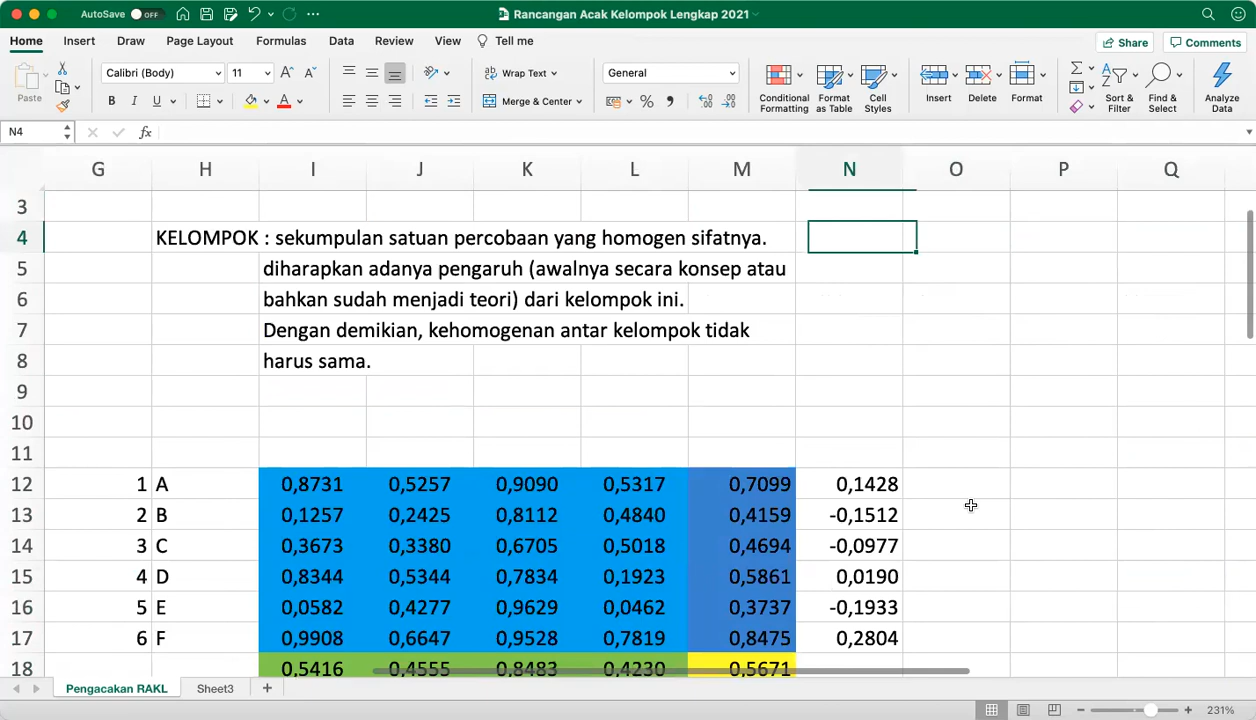 AutoSave OFF ... Rancangan Acak Kelompok Lengkap 2021
Home Insert Draw Page Layout Formulas Data Review View Tell me Share Comments
Paste Calibri (Body) 11 A A Wrap Text General
B I U A Merge & Center % Conditional Formatting Format as Table Cell Styles Insert Delete Format Sort & Filter Find & Select Analyze Data
N4 fx
G H I J K L M N O P Q
3
4 KELOMPOK : sekumpulan satuan percobaan yang homogen sifatnya.
5 diharapkan adanya pengaruh (awalnya secara konsep atau
6 bahkan sudah menjadi teori) dari kelompok ini.
7 Dengan demikian, kehomogenan antar kelompok tidak
8 harus sama.
9
10
11
12 1 A 0,8731 0,5257 0,9090 0,5317 0,7099 0,1428
13 2 B 0,1257 0,2425 0,8112 0,4840 0,4159 -0,1512
14 3 C 0,3673 0,3380 0,6705 0,5018 0,4694 -0,0977
15 4 D 0,8344 0,5344 0,7834 0,1923 0,5861 0,0190
16 5 E 0,0582 0,4277 0,9629 0,0462 0,3737 -0,1933
17 6 F 0,9908 0,6647 0,9528 0,7819 0,8475 0,2804
18 0,5416 0,4555 0,8483 0,4230 0,5671
Pengacakan RAKL Sheet3 +
231%